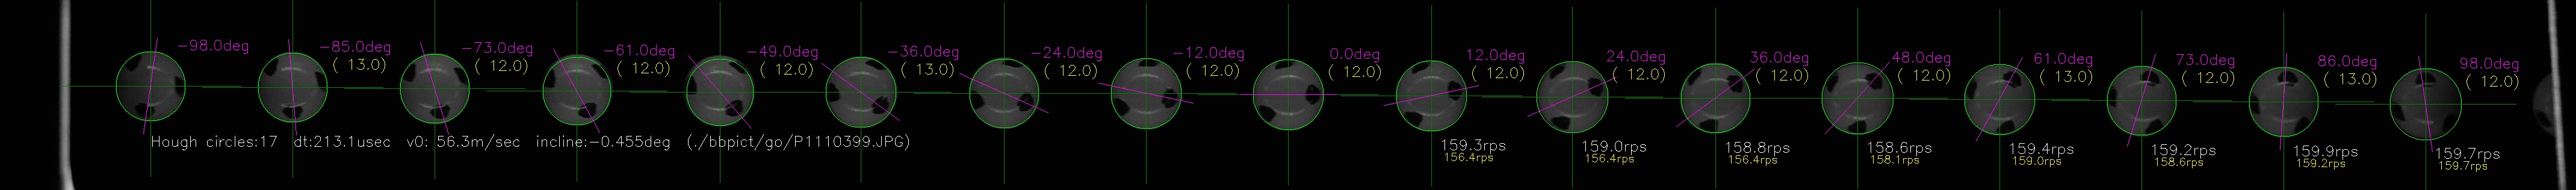 -98.0deg
-85.0deg
( 13.0)
-73.0deg
( 12.0)
-61.0deg
( 12.0)
-49.0deg
( 12.0)
-36.0deg
( 13.0)
-24.0deg
( 12.0)
-12.0deg
( 12.0)
0.0deg
( 12.0)
12.0deg
( 12.0)
24.0deg
( 12.0)
36.0deg
( 12.0)
48.0deg
( 12.0)
61.0deg
( 13.0)
73.0deg
( 12.0)
86.0deg
( 13.0)
98.0deg
( 12.0)
Hough circles:17 dt:213.1usec v0: 56.3m/sec incline:-0.455deg (./bbpict/go/P1110399.JPG)
159.3rps
156.4rps
159.0rps
156.4rps
158.8rps
156.4rps
158.6rps
158.1rps
159.4rps
159.0rps
159.2rps
158.6rps
159.9rps
159.2rps
159.7rps
159.7rps